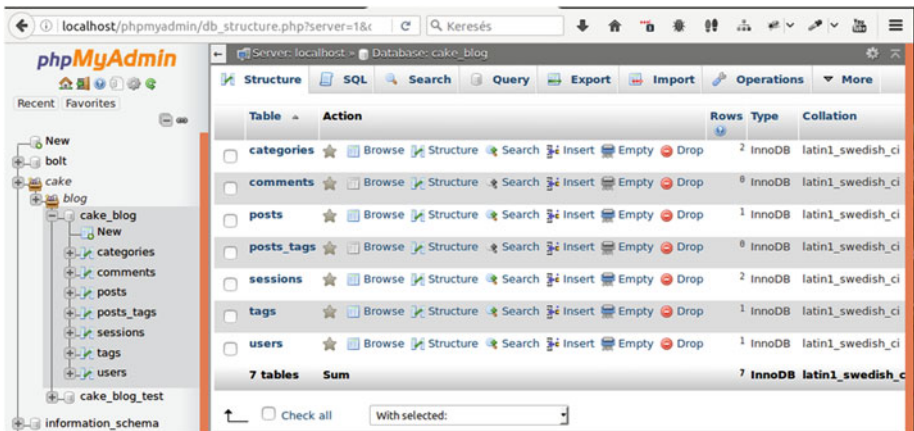 localhost/phpmyadmin/db_structure.php?server=1&c
Keresés
phpMyAdmin
Recent Favorites
New
bolt
cake
blog
cake_blog
New
categories
comments
posts
posts_tags
sessions
tags
users
cake_blog_test
information_schema
Server: localhost » Database: cake_blog
Structure SQL Search Query Export Import Operations More
Table Action Rows Type Collation
categories Browse Structure Search Insert Empty Drop 2 InnoDB latin1_swedish_ci
comments Browse Structure Search Insert Empty Drop 0 InnoDB latin1_swedish_ci
posts Browse Structure Search Insert Empty Drop 1 InnoDB latin1_swedish_ci
posts_tags Browse Structure Search Insert Empty Drop 0 InnoDB latin1_swedish_ci
sessions Browse Structure Search Insert Empty Drop 2 InnoDB latin1_swedish_ci
tags Browse Structure Search Insert Empty Drop 1 InnoDB latin1_swedish_ci
users Browse Structure Search Insert Empty Drop 1 InnoDB latin1_swedish_ci
7 tables Sum 7 InnoDB latin1_swedish_c
Check all With selected: